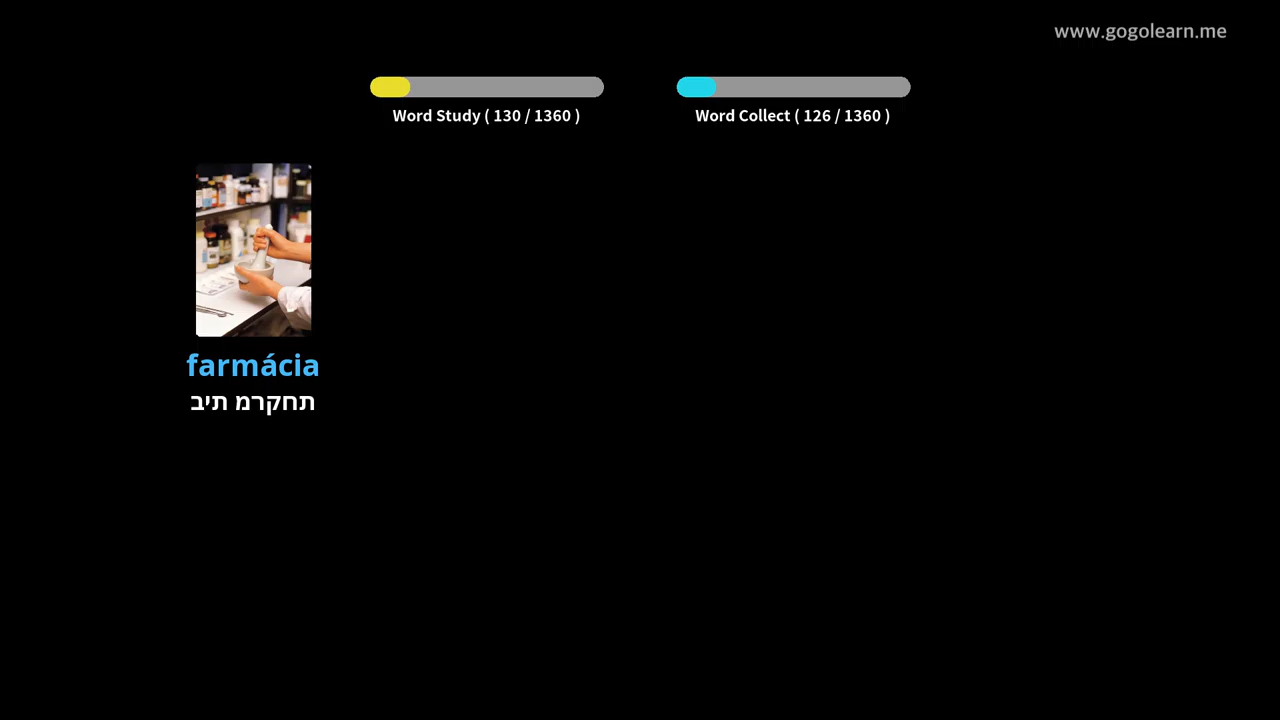 www.gogolearn.me
Word Study ( 130 / 1360 )
Word Collect ( 126 / 1360 )
farmácia
תחקרמ תיב